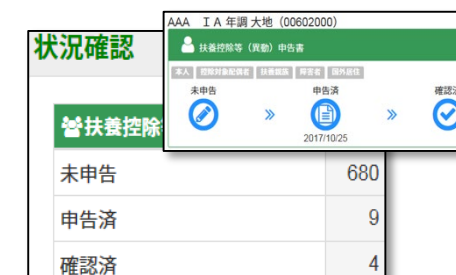 AAA ＩＡ 年調 大地（00602000）
扶養控除等（異動）申告書
本人 控除対象配偶者 扶養親族 障害者 国外居住
未申告 申告済 確認済
2017/10/25
状況確認
扶養控除
未申告 680
申告済 9
確認済 4